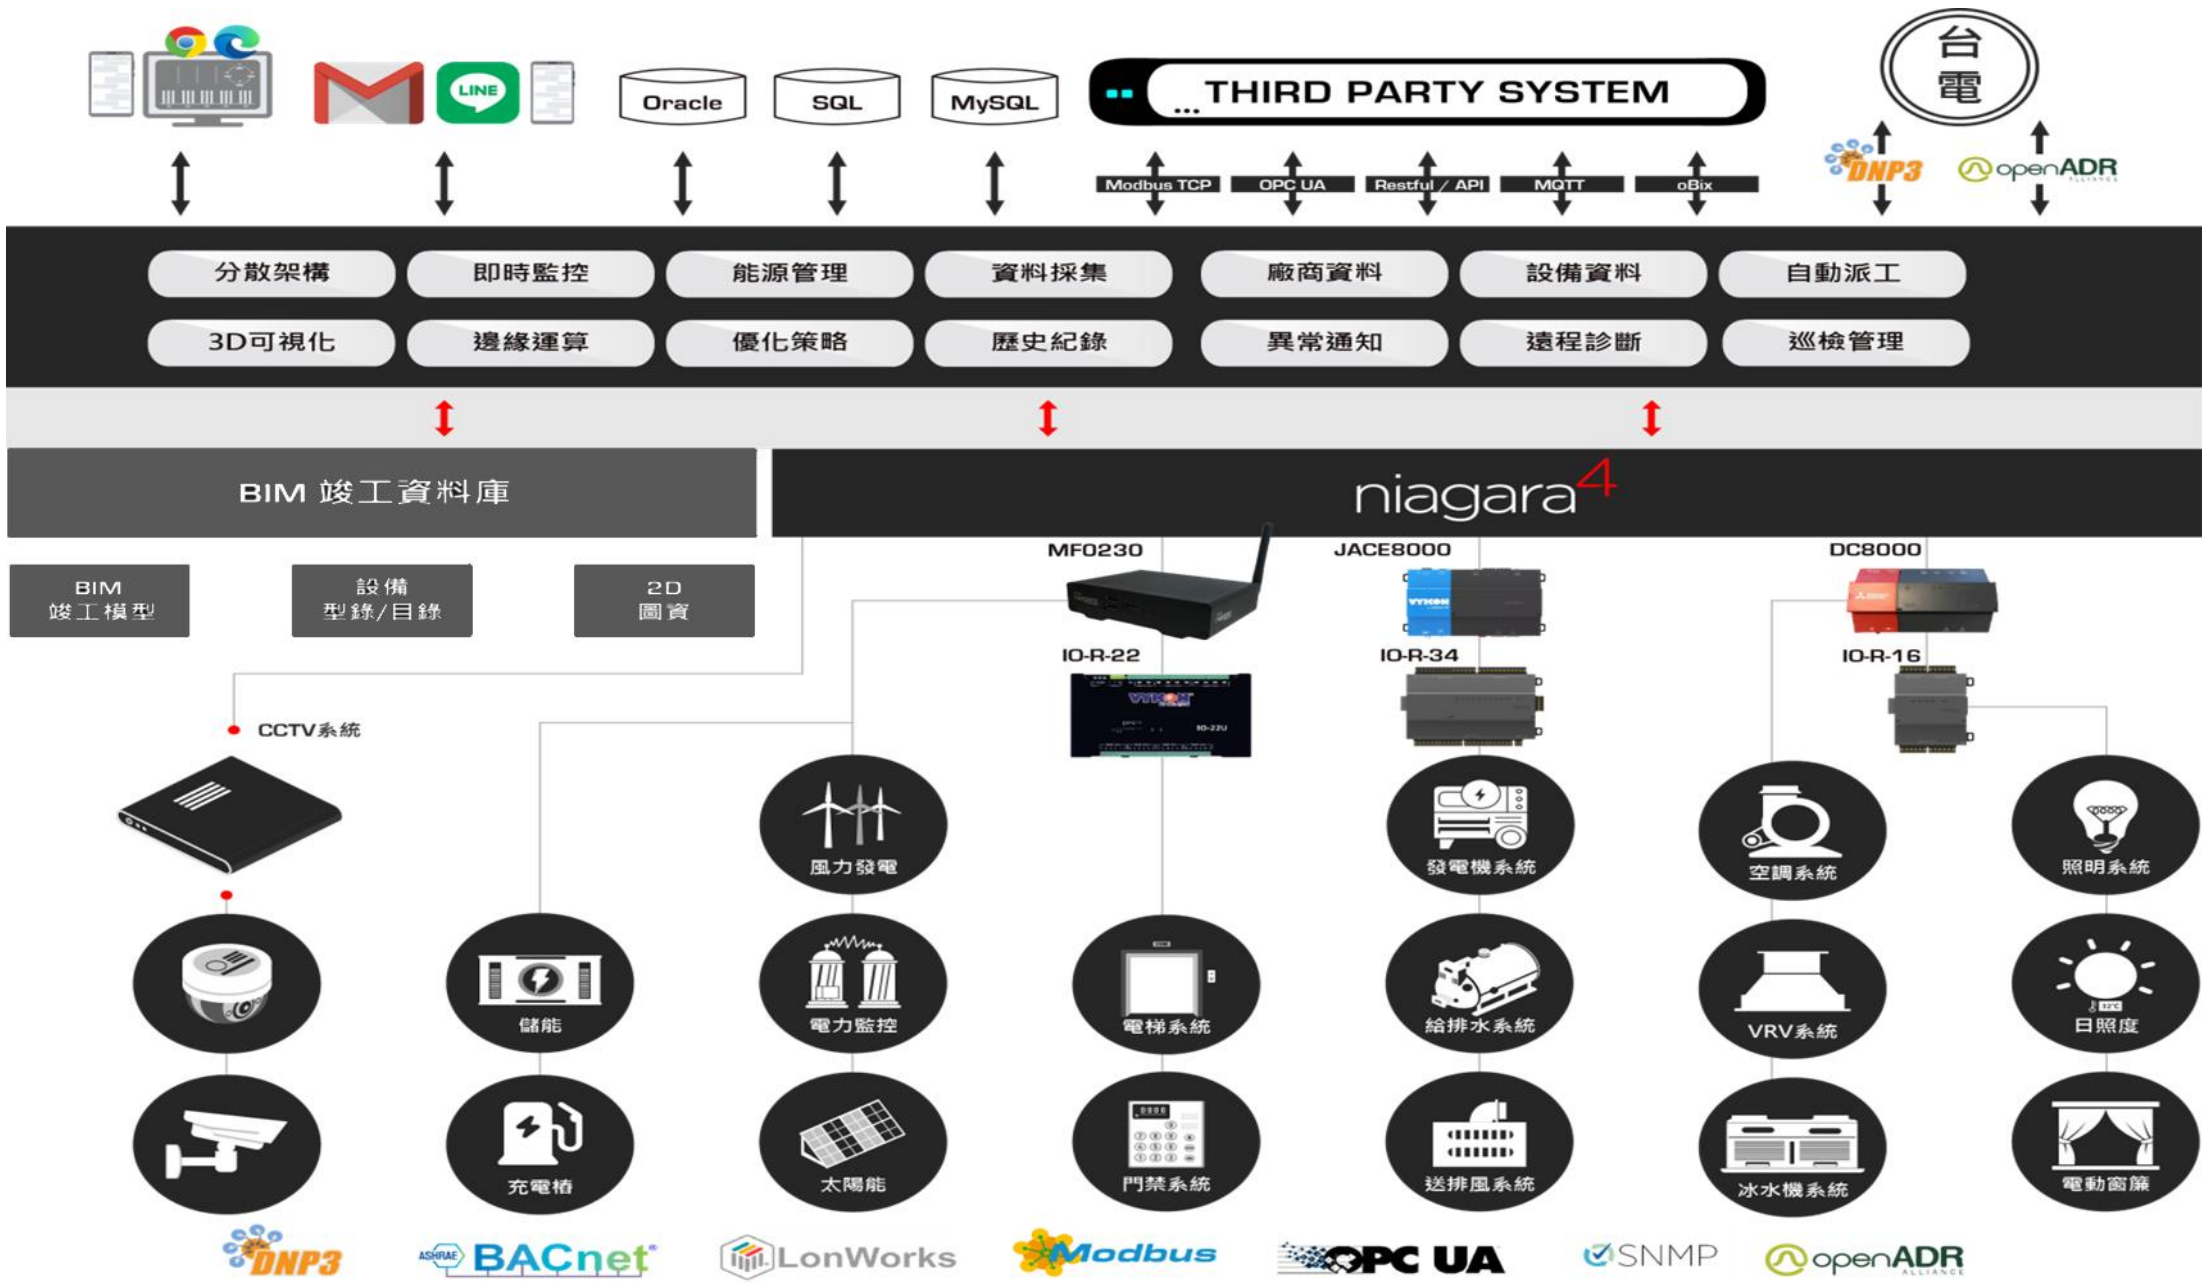 LINE
Oracle
SQL
MySQL
... THIRD PARTY SYSTEM
台
電
Modbus TCP
OPC UA
Restful / API
MQTT
oBix
DNP3
openADR
ALLIANCE
分散架構
即時監控
能源管理
資料採集
廠商資料
設備資料
自動派工
3D可視化
邊緣運算
優化策略
歷史紀錄
異常通知
遠程診斷
巡檢管理
BIM 竣工資料庫
niagara4
BIM
竣工模型
設備
型錄/目錄
2D
圖資
MF0230
JACE8000
VYKON
DC8000
IO-R-22
VYKON
IO-22U
IO-R-34
IO-R-16
CCTV系統
風力發電
發電機系統
空調系統
照明系統
儲能
電力監控
電梯系統
給排水系統
VRV系統
32℃
日照度
充電樁
太陽能
門禁系統
送排風系統
冰水機系統
電動窗簾
DNP3
ASHRAE BACnet
LonWorks
Modbus
OPC UA
SNMP
openADR
ALLIANCE